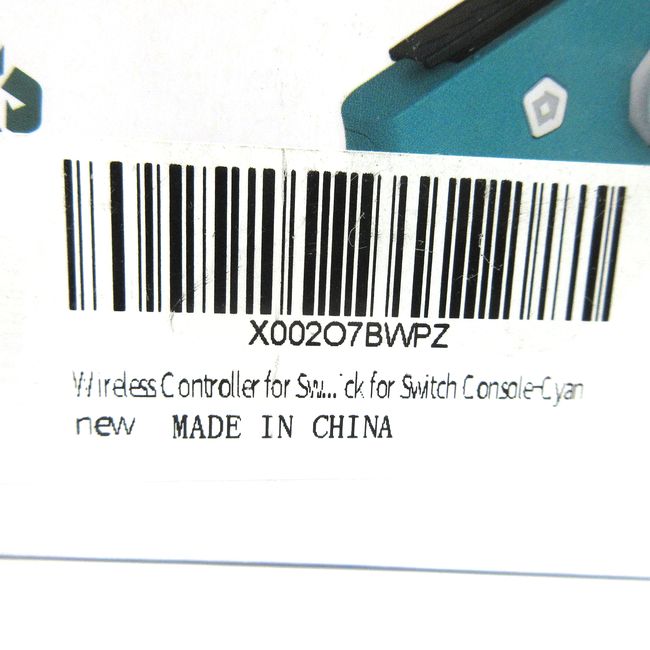 X002O7BWPZ
Wireless Controller for Sw...ick for Switch Console-Cyan
new MADE IN CHINA